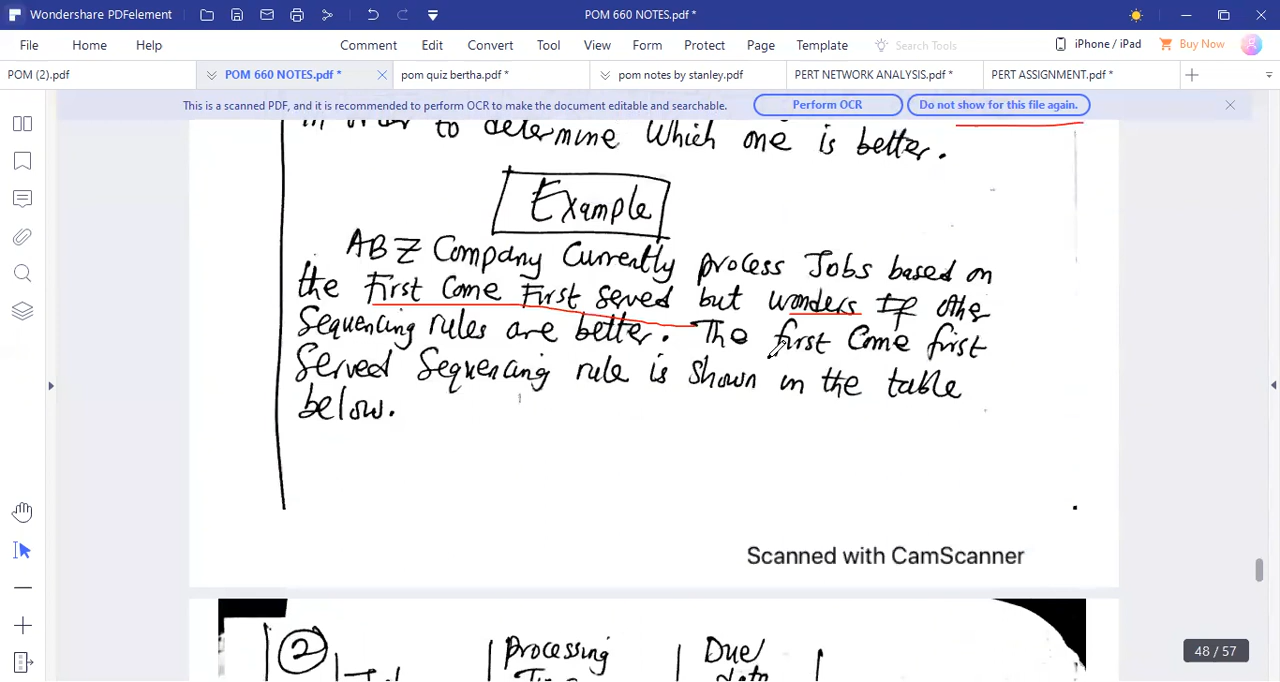 Wondershare PDFelement
POM 660 NOTES.pdf *
File Home Help Comment Edit Convert Tool View Form Protect Page Template Search Tools iPhone / iPad Buy Now
POM (2).pdf POM 660 NOTES.pdf * pom quiz bertha.pdf * pom notes by stanley.pdf PERT NETWORK ANALYSIS.pdf * PERT ASSIGNMENT.pdf *
This is a scanned PDF, and it is recommended to perform OCR to make the document editable and searchable. Perform OCR Do not show for this file again.
in order to determine which one is better.
Example
ABZ Company Currently process Jobs based on
the First Come First served but wonders If other
Sequencing rules are better. The first Come first
Served Sequencing rule is shown in the table
below.
Scanned with CamScanner
2
Processing Due
48 / 57